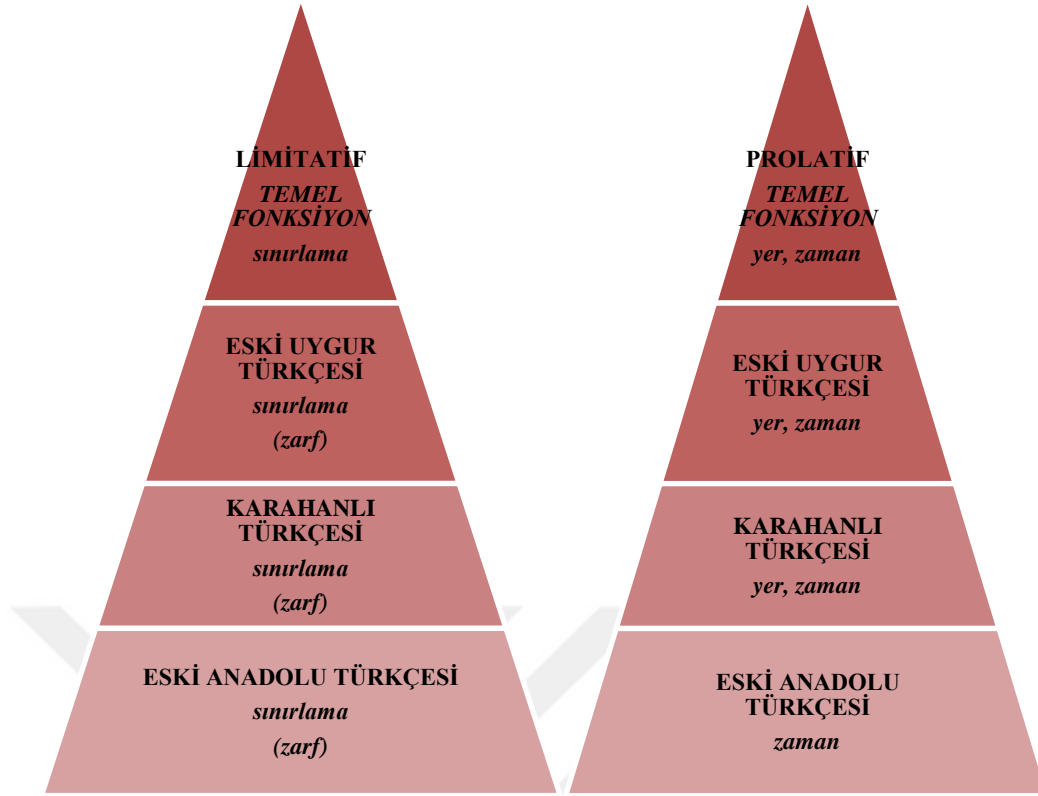 LİMİTATİF
TEMEL
FONKSİYON
sınırlama
ESKİ UYGUR
TÜRKÇESİ
sınırlama
(zarf)
KARAHANLI
TÜRKÇESİ
sınırlama
(zarf)
ESKİ ANADOLU TÜRKÇESİ
sınırlama
(zarf)
PROLATİF
TEMEL
FONKSİYON
yer, zaman
ESKİ UYGUR
TÜRKÇESİ
yer, zaman
KARAHANLI
TÜRKÇESİ
yer, zaman
ESKİ ANADOLU
TÜRKÇESİ
zaman